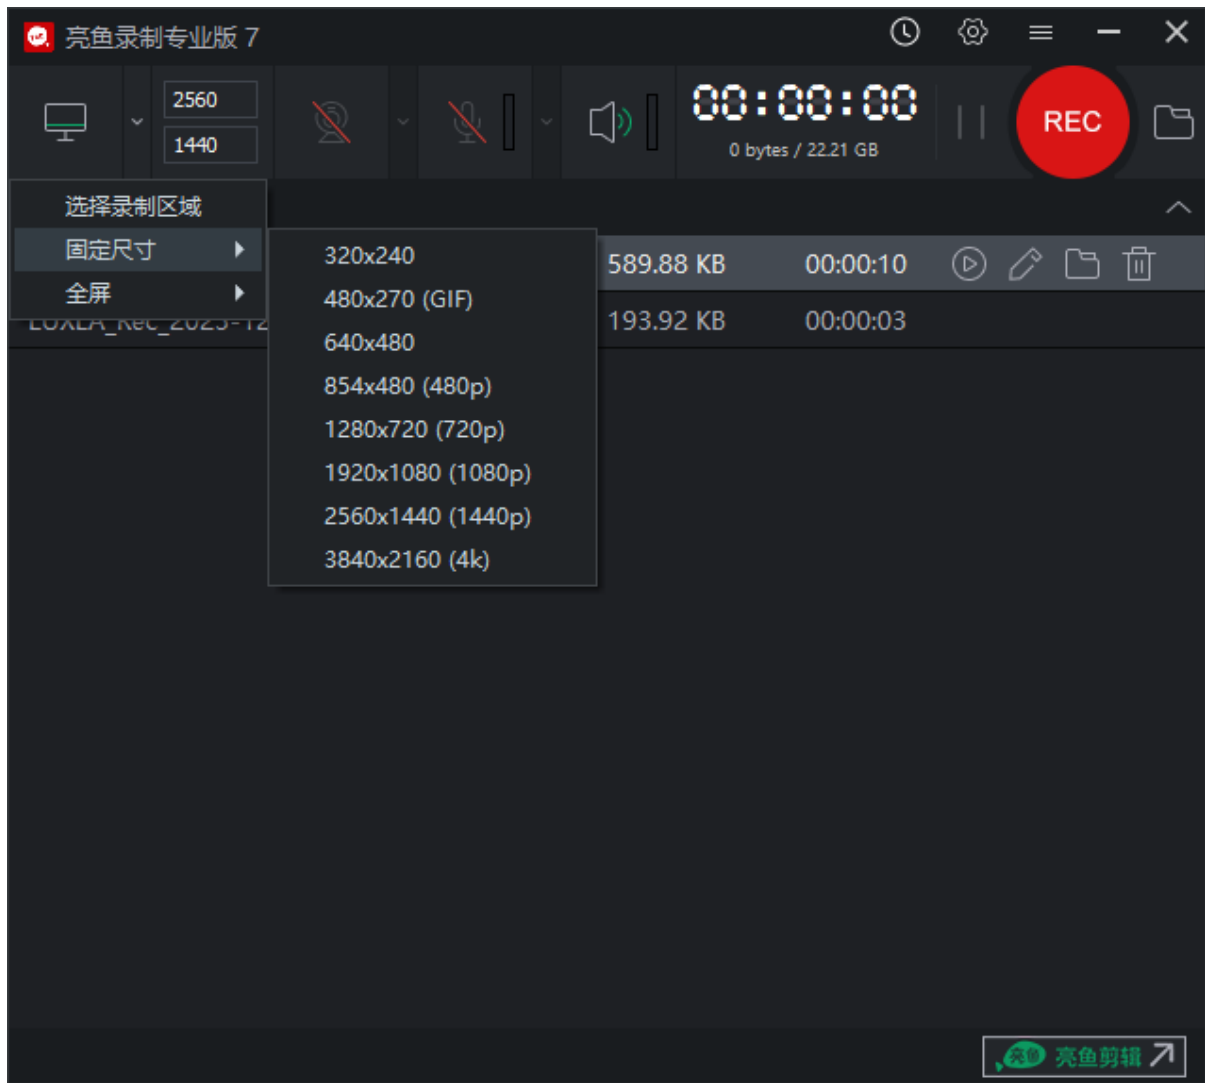 亮鱼录制专业版 7
2560
1440
00:00:00
0 bytes / 22.21 GB
REC
选择录制区域
固定尺寸
全屏
320x240
480x270 (GIF)
640x480
854x480 (480p)
1280x720 (720p)
1920x1080 (1080p)
2560x1440 (1440p)
3840x2160 (4k)
589.88 KB 00:00:10
193.92 KB 00:00:03
亮鱼 亮鱼剪辑